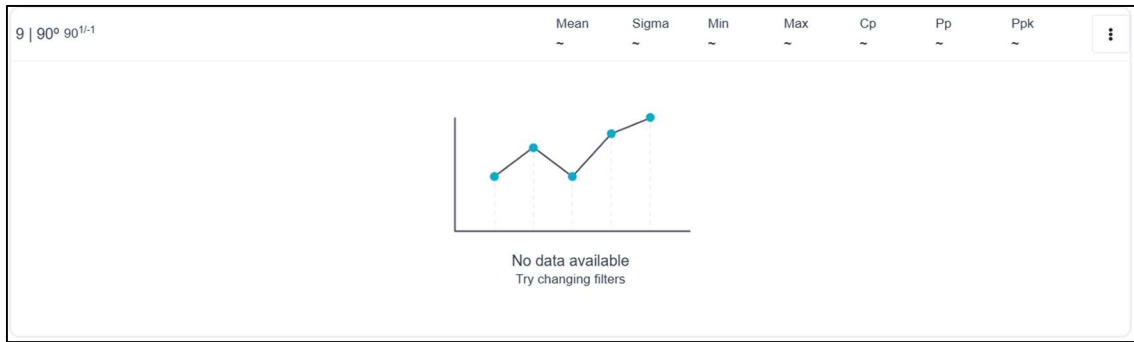 9 | 90º 90 1/-1
Mean Sigma Min Max Cp Pp Ppk
~ ~ ~ ~ ~ ~ ~
No data available
Try changing filters